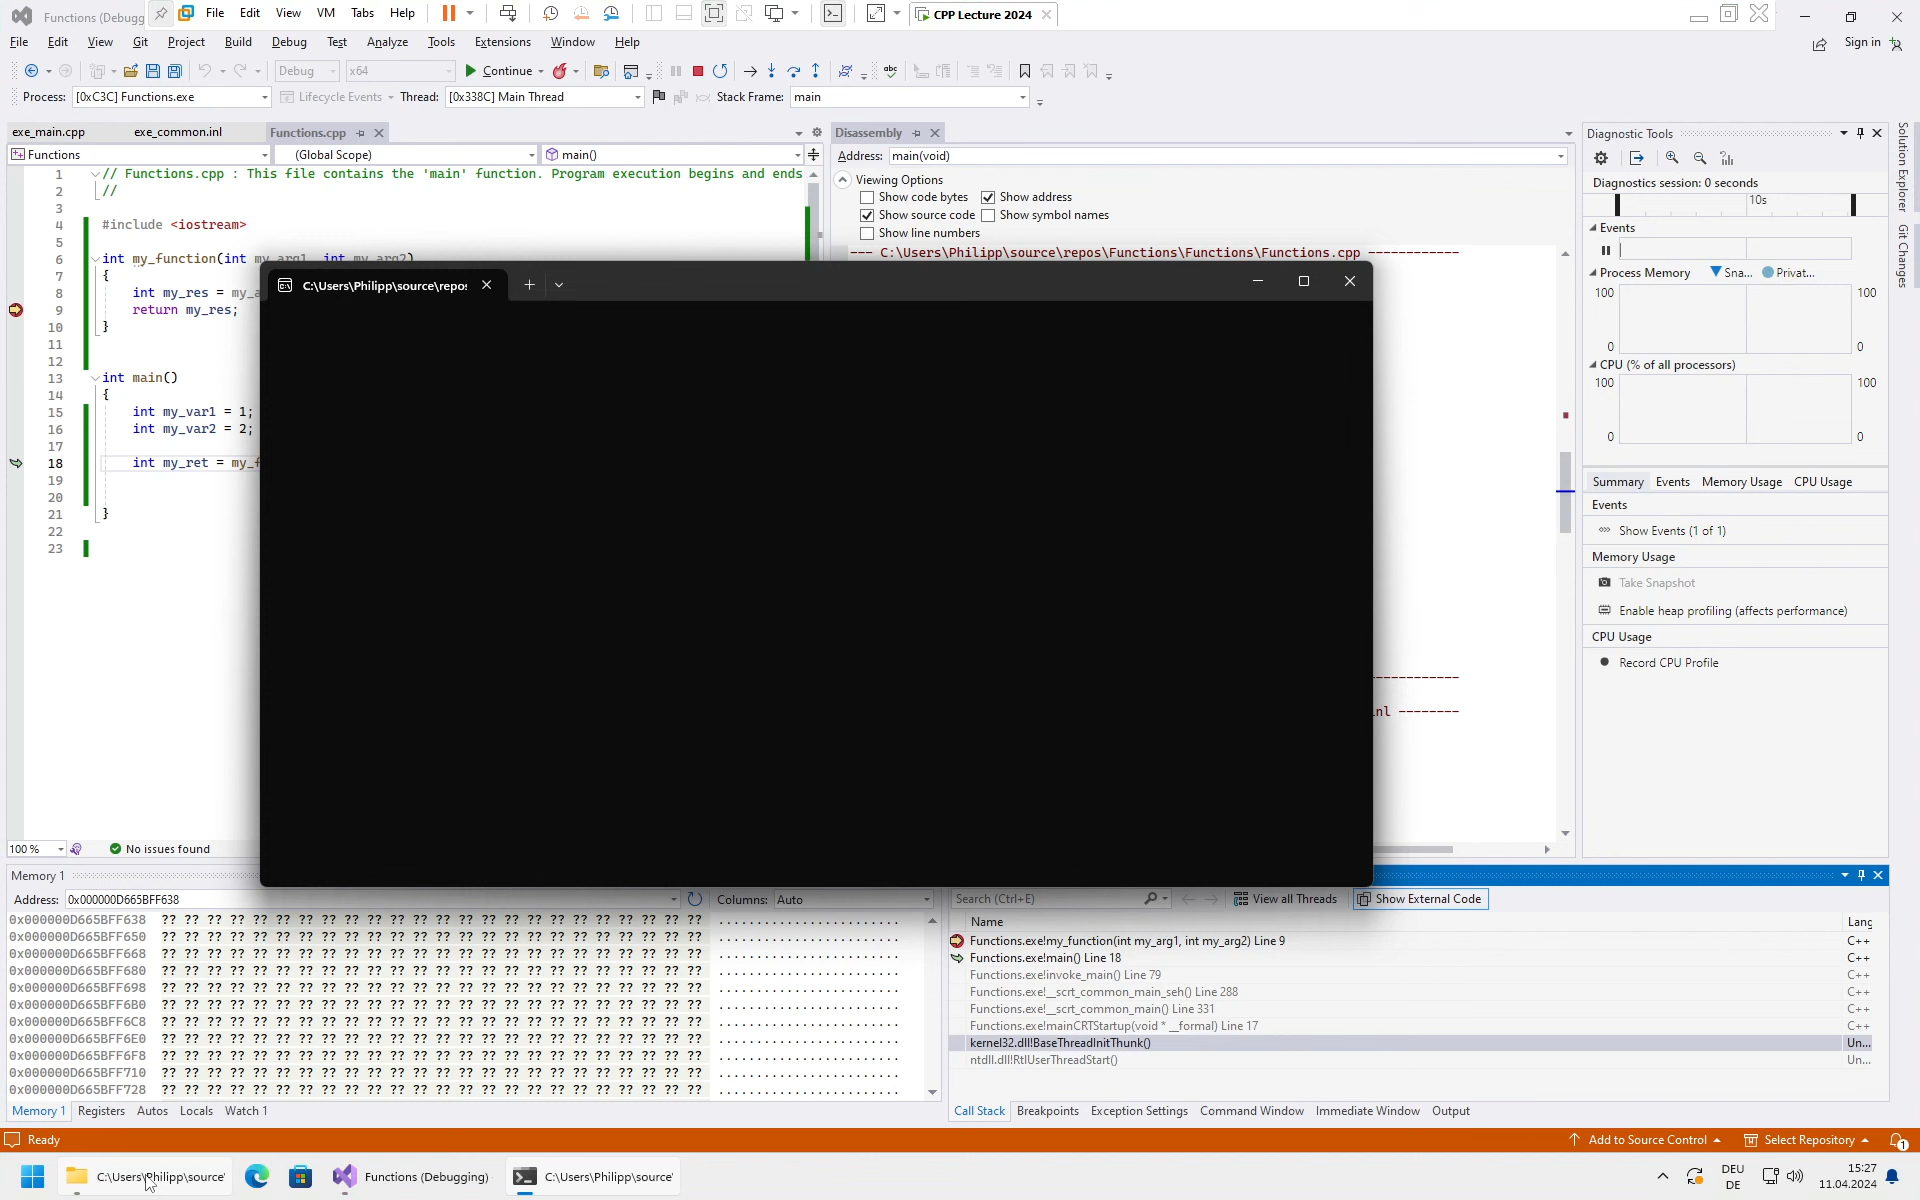 Functions (Debugg
File Edit View VM Tabs Help
CPP Lecture 2024
File Edit View Git Project Build Debug Test Analyze Tools Extensions Window Help
Sign in
Debug x64 Continue
Process: [0xC3C] Functions.exe Lifecycle Events Thread: [0x338C] Main Thread Stack Frame: main
exe_main.cpp exe_common.inl Functions.cpp
Functions (Global Scope) main()
1 // Functions.cpp : This file contains the 'main' function. Program execution begins and ends
2 //
3
4 #include <iostream>
5
6 int my_function(int my_arg1, int my_arg2)
7 {
8 int my_res = my_a
9 return my_res;
10 }
11
12
13 int main()
14 {
15 int my_var1 = 1;
16 int my_var2 = 2;
17
18 int my_ret = my_f
19
20
21 }
22
23
100 % No issues found
C:\Users\Philipp\source\repos
Disassembly
Address: main(void)
Viewing Options
Show code bytes Show address
Show source code Show symbol names
Show line numbers
--- C:\Users\Philipp\source\repos\Functions\Functions\Functions.cpp ------------
------------
inl --------
Diagnostic Tools
Diagnostics session: 0 seconds
10s
Events
Process Memory Sna... Privat...
100 100
0 0
CPU (% of all processors)
100 100
0 0
Summary Events Memory Usage CPU Usage
Events
Show Events (1 of 1)
Memory Usage
Take Snapshot
Enable heap profiling (affects performance)
CPU Usage
Record CPU Profile
Solution Explorer
Git Changes
Memory 1
Address: 0x000000D665BFF638 Columns: Auto
0x000000D665BFF638 ?? ?? ?? ?? ?? ?? ?? ?? ?? ?? ?? ?? ?? ?? ?? ?? ?? ?? ?? ?? ?? ?? ?? ?? ........................
0x000000D665BFF650 ?? ?? ?? ?? ?? ?? ?? ?? ?? ?? ?? ?? ?? ?? ?? ?? ?? ?? ?? ?? ?? ?? ?? ?? ........................
0x000000D665BFF668 ?? ?? ?? ?? ?? ?? ?? ?? ?? ?? ?? ?? ?? ?? ?? ?? ?? ?? ?? ?? ?? ?? ?? ?? ........................
0x000000D665BFF680 ?? ?? ?? ?? ?? ?? ?? ?? ?? ?? ?? ?? ?? ?? ?? ?? ?? ?? ?? ?? ?? ?? ?? ?? ........................
0x000000D665BFF698 ?? ?? ?? ?? ?? ?? ?? ?? ?? ?? ?? ?? ?? ?? ?? ?? ?? ?? ?? ?? ?? ?? ?? ?? ........................
0x000000D665BFF6B0 ?? ?? ?? ?? ?? ?? ?? ?? ?? ?? ?? ?? ?? ?? ?? ?? ?? ?? ?? ?? ?? ?? ?? ?? ........................
0x000000D665BFF6C8 ?? ?? ?? ?? ?? ?? ?? ?? ?? ?? ?? ?? ?? ?? ?? ?? ?? ?? ?? ?? ?? ?? ?? ?? ........................
0x000000D665BFF6E0 ?? ?? ?? ?? ?? ?? ?? ?? ?? ?? ?? ?? ?? ?? ?? ?? ?? ?? ?? ?? ?? ?? ?? ?? ........................
0x000000D665BFF6F8 ?? ?? ?? ?? ?? ?? ?? ?? ?? ?? ?? ?? ?? ?? ?? ?? ?? ?? ?? ?? ?? ?? ?? ?? ........................
0x000000D665BFF710 ?? ?? ?? ?? ?? ?? ?? ?? ?? ?? ?? ?? ?? ?? ?? ?? ?? ?? ?? ?? ?? ?? ?? ?? ........................
0x000000D665BFF728 ?? ?? ?? ?? ?? ?? ?? ?? ?? ?? ?? ?? ?? ?? ?? ?? ?? ?? ?? ?? ?? ?? ?? ?? ........................
Memory 1 Registers Autos Locals Watch 1
Search (Ctrl+E) View all Threads Show External Code
Name Lang
Functions.exe!my_function(int my_arg1, int my_arg2) Line 9 C++
Functions.exe!main() Line 18 C++
Functions.exe!invoke_main() Line 79 C++
Functions.exe!__scrt_common_main_seh() Line 288 C++
Functions.exe!__scrt_common_main() Line 331 C++
Functions.exe!mainCRTStartup(void * __formal) Line 17 C++
kernel32.dll!BaseThreadInitThunk() Un...
ntdll.dll!RtlUserThreadStart() Un...
Call Stack Breakpoints Exception Settings Command Window Immediate Window Output
Ready Add to Source Control Select Repository 1
C:\Users\Philipp\source' Functions (Debugging) C:\Users\Philipp\source'
DEU
DE
15:27
11.04.2024